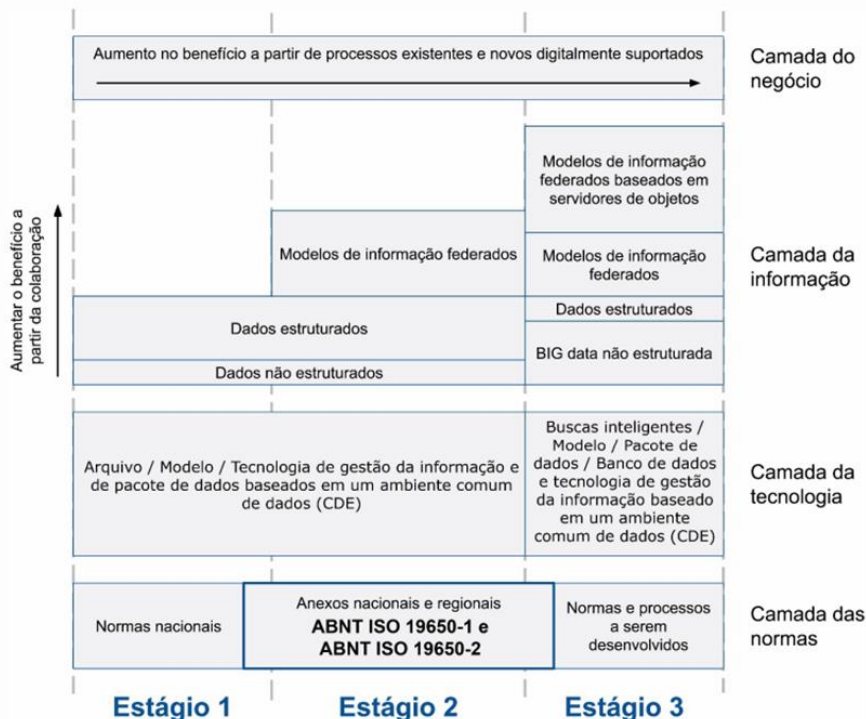 Aumento no benefício a partir de processos existentes e novos digitalmente suportados
Camada do
negócio
Aumentar o benefício a
partir da colaboração
Modelos de informação
federados baseados em
servidores de objetos
Modelos de informação federados
Modelos de informação
federados
Camada da
informação
Dados estruturados
Dados estruturados
Dados não estruturados
BIG data não estruturada
Arquivo / Modelo / Tecnologia de gestão da informação e
de pacote de dados baseados em um ambiente comum
de dados (CDE)
Buscas inteligentes /
Modelo / Pacote de
dados / Banco de dados
e tecnologia de gestão
da informação baseado
em um ambiente
comum de dados (CDE)
Camada da
tecnologia
Normas nacionais
Anexos nacionais e regionais
ABNT ISO 19650-1 e
ABNT ISO 19650-2
Normas e processos
a serem
desenvolvidos
Camada das
normas
Estágio 1
Estágio 2
Estágio 3